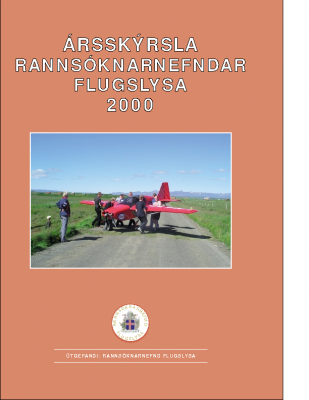 ÁRSSKÝRSLA
RANNSÓKNARNEFNDAR
FLUGSLYSA
2000
ÚTGEFANDI: RANNSÓKNARNEFND FLUGSLYSA